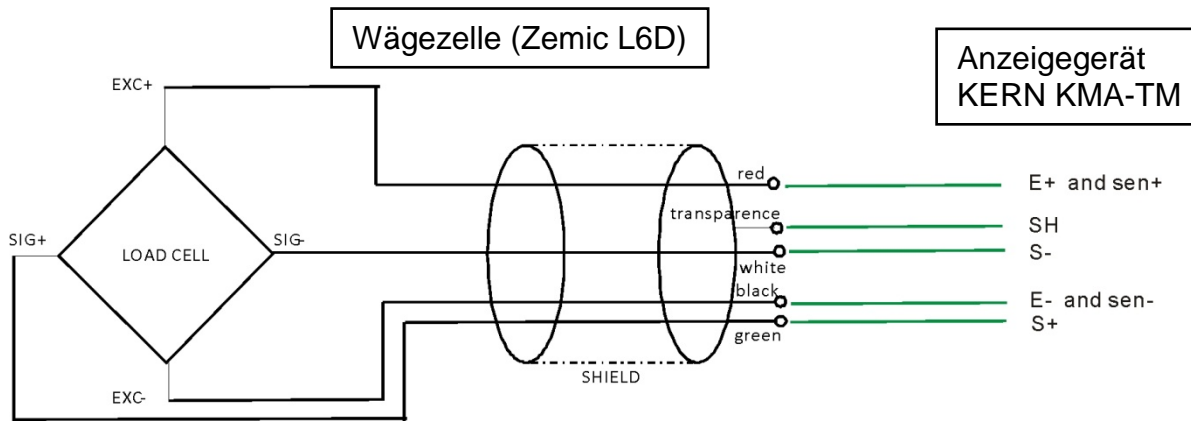 Wägezelle (Zemic L6D)
Anzeigegerät
KERN KMA-TM
EXC+
red
E+ and sen+
transparence
SH
SIG+
SIG-
LOAD CELL
S-
white
black
E- and sen-
S+
green
SHIELD
EXC-